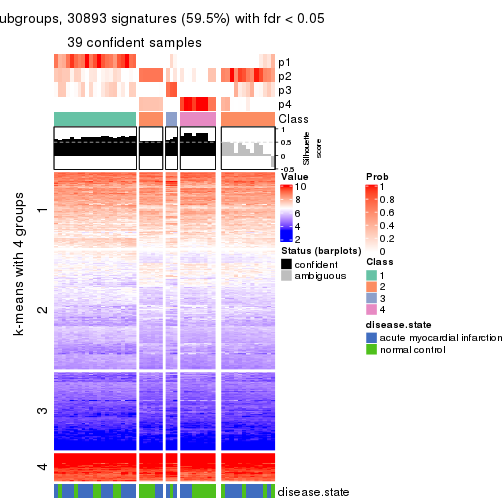 ubgroups, 30893 signatures (59.5%) with fdr < 0.05
39 confident samples
p1
p2
p3
p4
Class
1
0.5
0
-0.5
Silhouette
score
k-means with 4 groups
1
2
3
4
disease.state
Value
10
8
6
4
2
Status (barplots)
confident
ambiguous
Prob
1
0.8
0.6
0.4
0.2
0
Class
1
2
3
4
disease.state
acute myocardial infarction
normal control